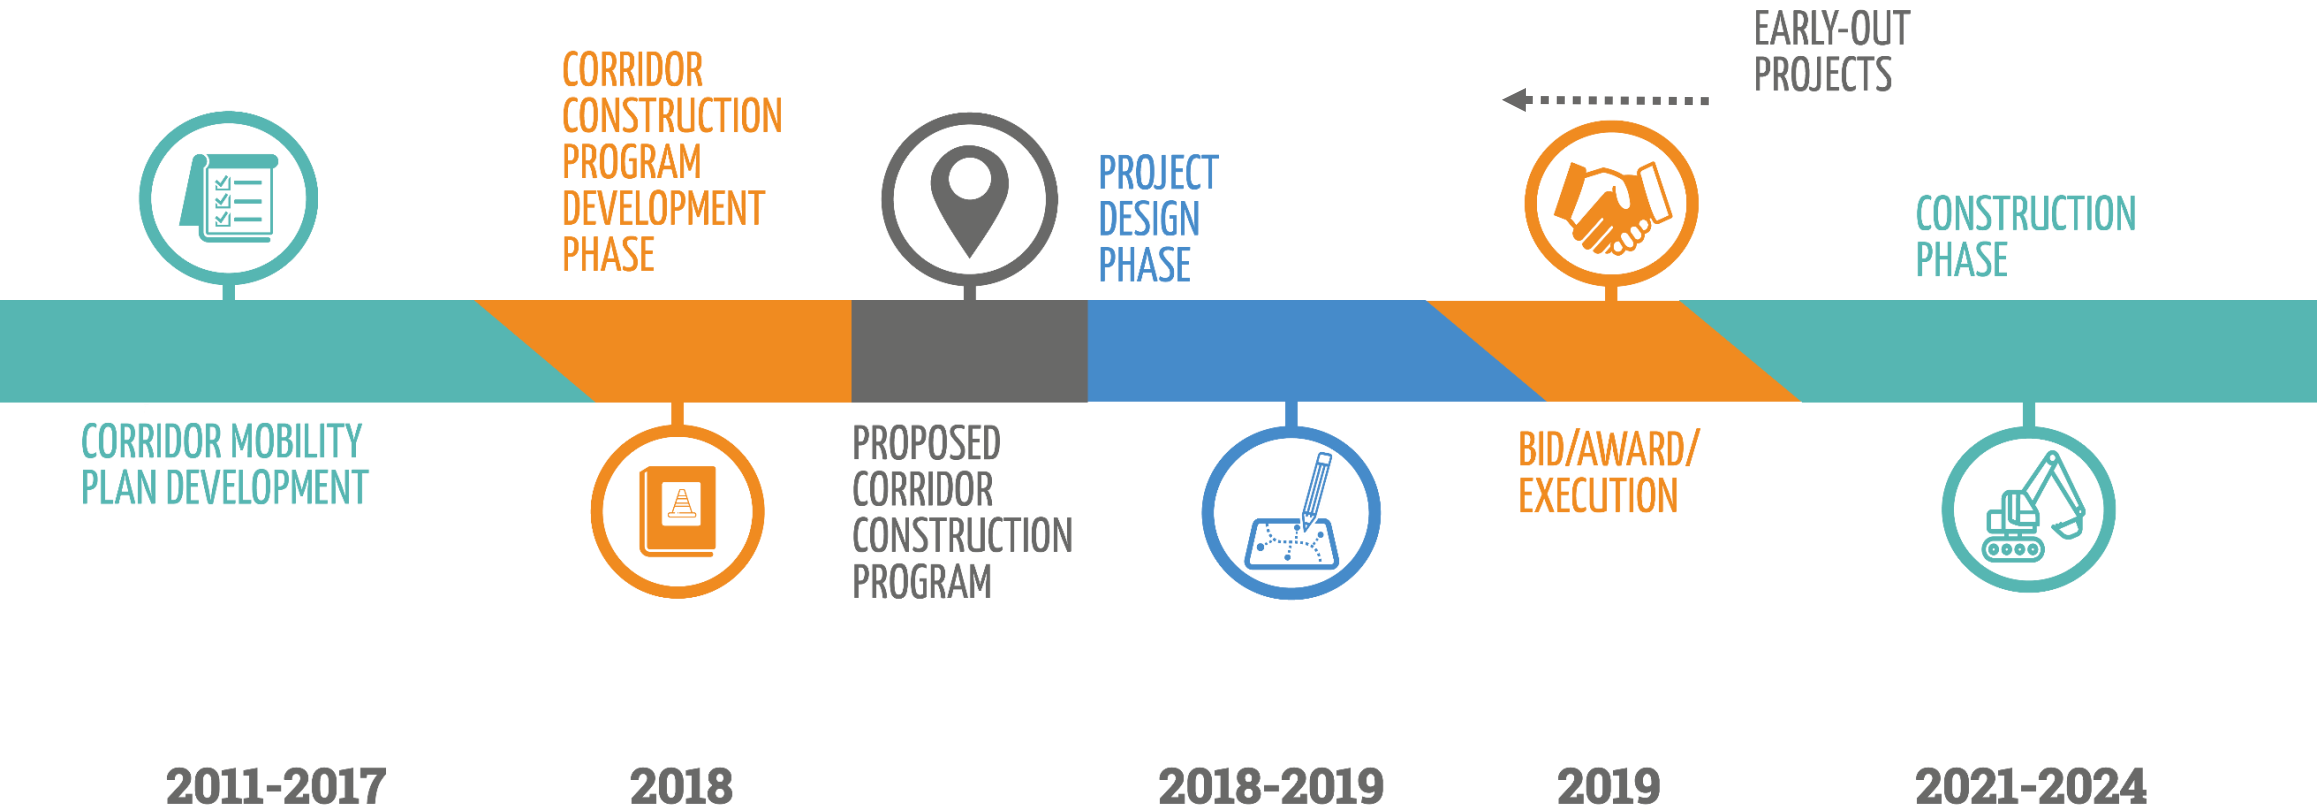 CORRIDOR MOBILITY
PLAN DEVELOPMENT
CORRIDOR
CONSTRUCTION
PROGRAM
DEVELOPMENT
PHASE
PROPOSED
CORRIDOR
CONSTRUCTION
PROGRAM
PROJECT
DESIGN
PHASE
EARLY-OUT
PROJECTS
BID/AWARD/
EXECUTION
CONSTRUCTION
PHASE
2011-2017
2018
2018-2019
2019
2021-2024